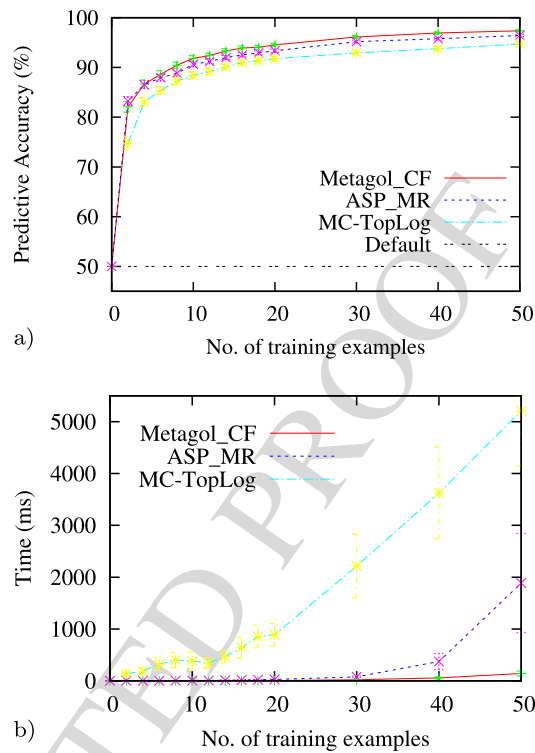 100
90
80
70
60
50
Predictive Accuracy (%)
Metagol_CF
ASP_MR
MC-TopLog
Default
0 10 20 30 40 50
No. of training examples
a)
5000
4000
3000
2000
1000
0
Time (ms)
Metagol_CF
ASP_MR
MC-TopLog
0 10 20 30 40 50
No. of training examples
b)
TED PROOF